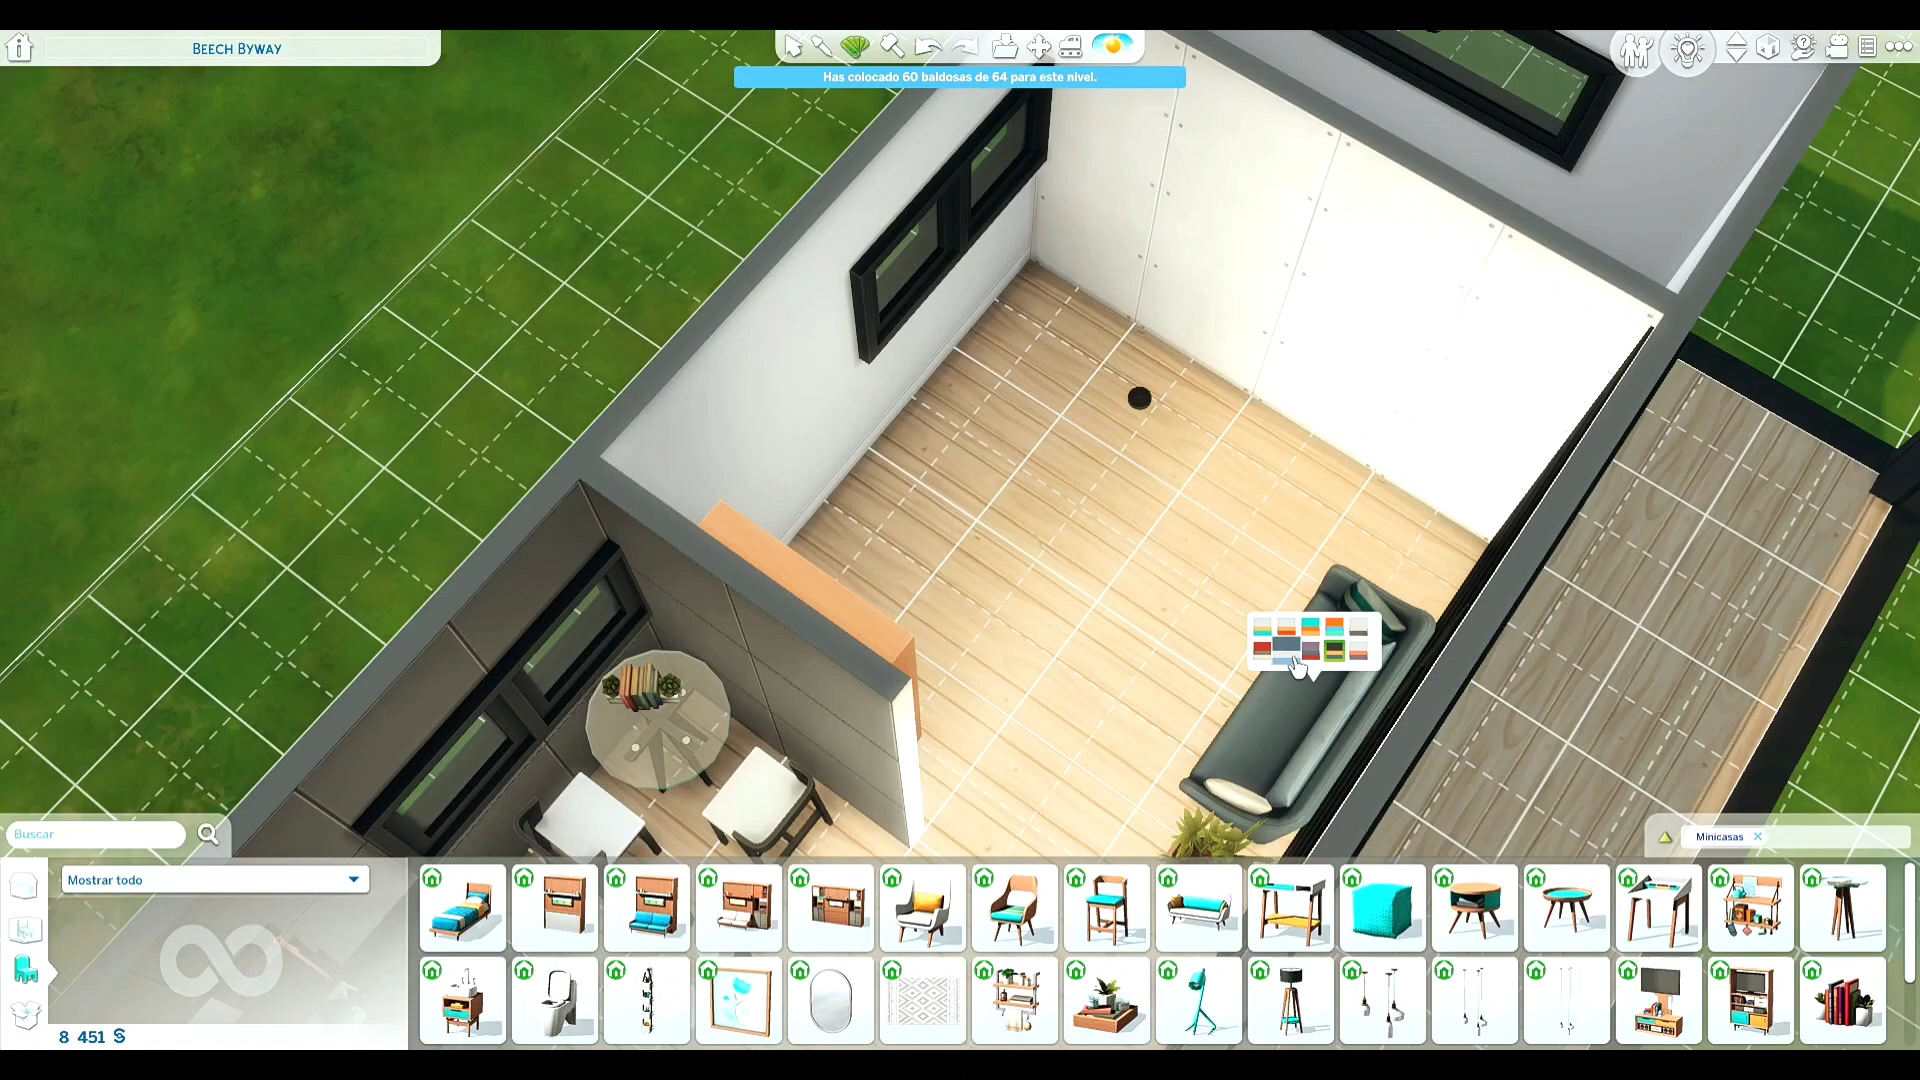 BEECH BYWAY
Has colocado 60 baldosas de 64 para este nivel.
Buscar
Minicasas
Mostrar todo
8 451 §